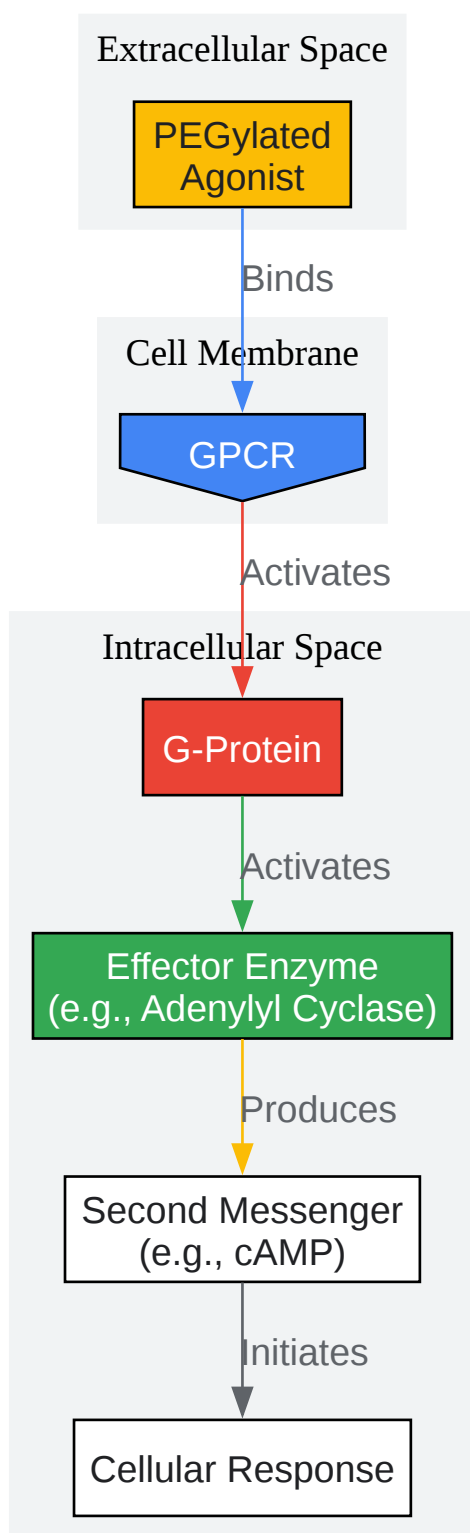 Extracellular Space
PEGylated
Agonist
Binds
Cell Membrane
GPCR
Activates
Intracellular Space
G-Protein
Activates
Effector Enzyme
(e.g., Adenylyl Cyclase)
Produces
Second Messenger
(e.g., cAMP)
Initiates
Cellular Response